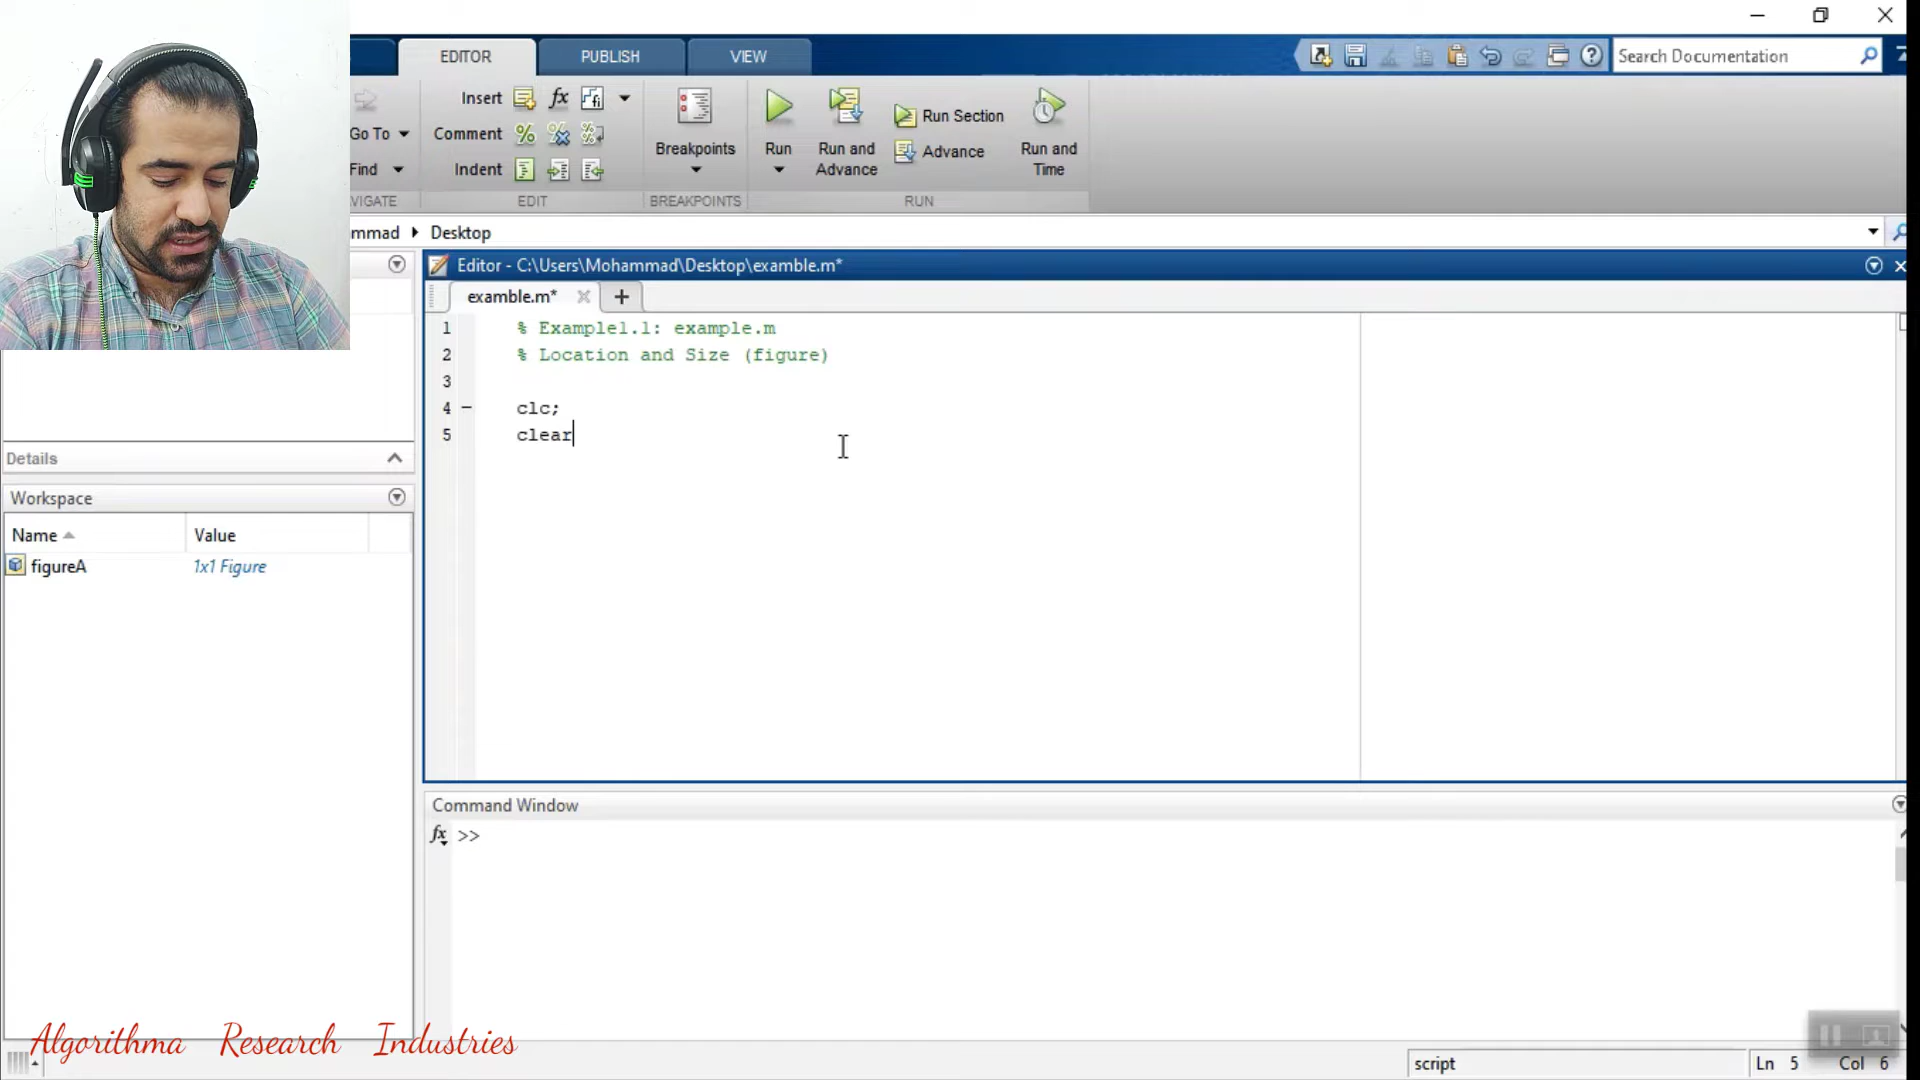 EDITOR
PUBLISH
VIEW
Search Documentation
Insert
fx
fi
Go To
Comment
Find
Indent
Breakpoints
Run
Run and Advance
Run Section
Advance
Run and Time
VIGATE
EDIT
BREAKPOINTS
RUN
mmad
Desktop
Editor - C:\Users\Mohammad\Desktop\examble.m*
examble.m*
1 % Example1.1: example.m
2 % Location and Size (figure)
3
4 – clc;
5 clear
Details
Workspace
Name Value
figureA 1x1 Figure
Command Window
fx >>
Algorithma Research Industries
script
Ln 5 Col 6